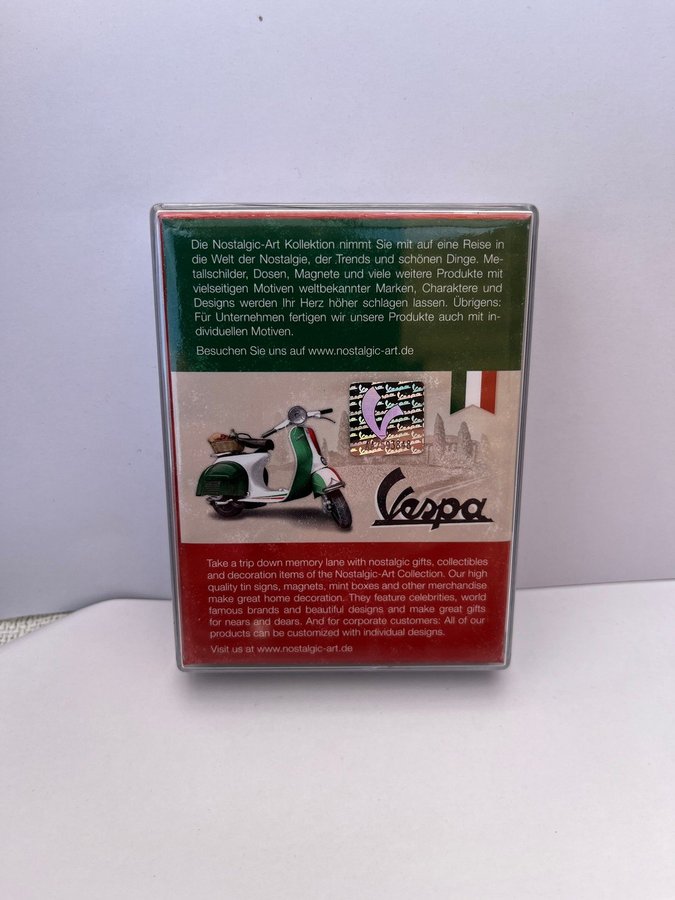 Die Nostalgic-Art Kollektion nimmt Sie mit auf eine Reise in
die Welt der Nostalgie, der Trends und schönen Dinge. Me-
tallschilder, Dosen, Magnete und viele weitere Produkte mit
vielseitigen Motiven weltbekannter Marken, Charaktere und
Designs werden Ihr Herz höher schlagen lassen. Übrigens:
Für Unternehmen fertigen wir unsere Produkte auch mit in-
dividuellen Motiven.
Besuchen Sie uns auf www.nostalgic-art.de
Vespa
Take a trip down memory lane with nostalgic gifts, collectibles
and decoration items of the Nostalgic-Art Collection. Our high
quality tin signs, magnets, mint boxes and other merchandise
make great home decoration. They feature celebrities, world
famous brands and beautiful designs and make great gifts
for nears and dears. And for corporate customers: All of our
products can be customized with individual designs.
Visit us at www.nostalgic-art.de